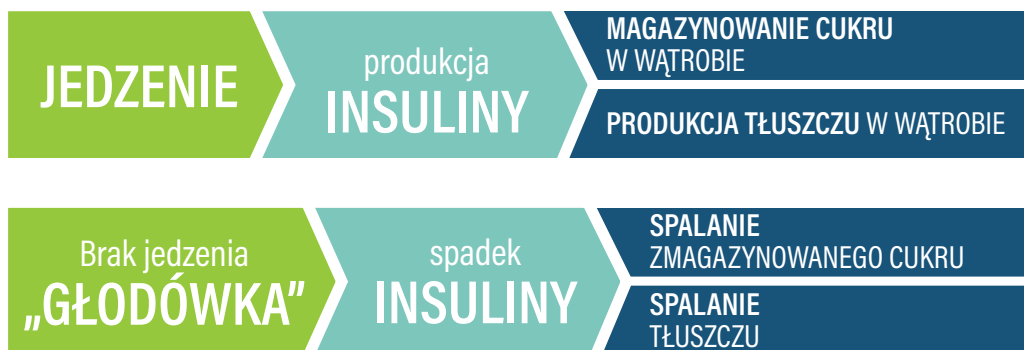 JEDZENIE
produkcja
INSULINY
MAGAZYNOWANIE CUKRU
W WĄTROBIE
PRODUKCJA TŁUSZCZU W WĄTROBIE
Brak jedzenia
„GŁODÓWKA”
spadek
INSULINY
SPALANIE
ZMAGAZYNOWANEGO CUKRU
SPALANIE
TŁUSZCZU